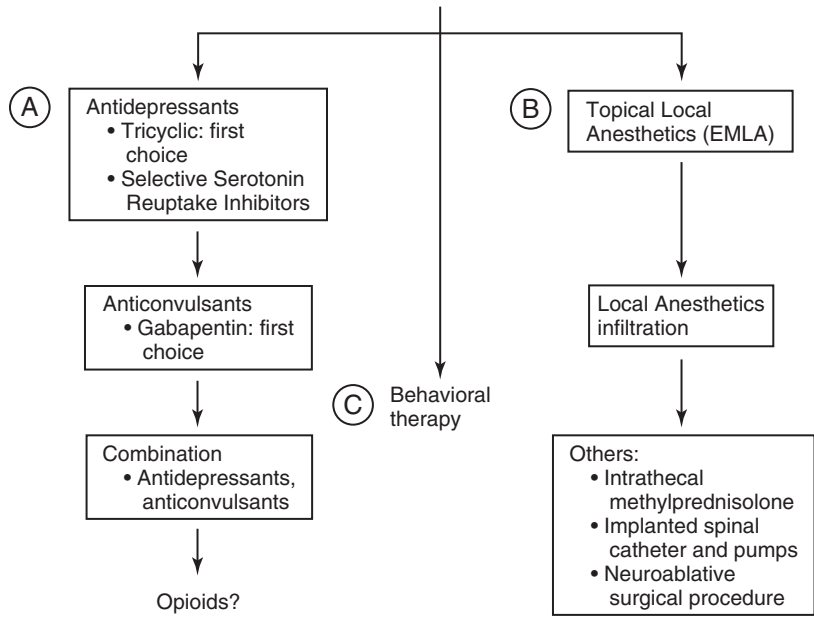 A
Antidepressants
• Tricyclic: first
choice
• Selective Serotonin
Reuptake Inhibitors
Anticonvulsants
• Gabapentin: first
choice
Combination
• Antidepressants,
anticonvulsants
Opioids?
C
Behavioral
therapy
B
Topical Local
Anesthetics (EMLA)
Local Anesthetics
infiltration
Others:
• Intrathecal
methylprednisolone
• Implanted spinal
catheter and pumps
• Neuroablative
surgical procedure